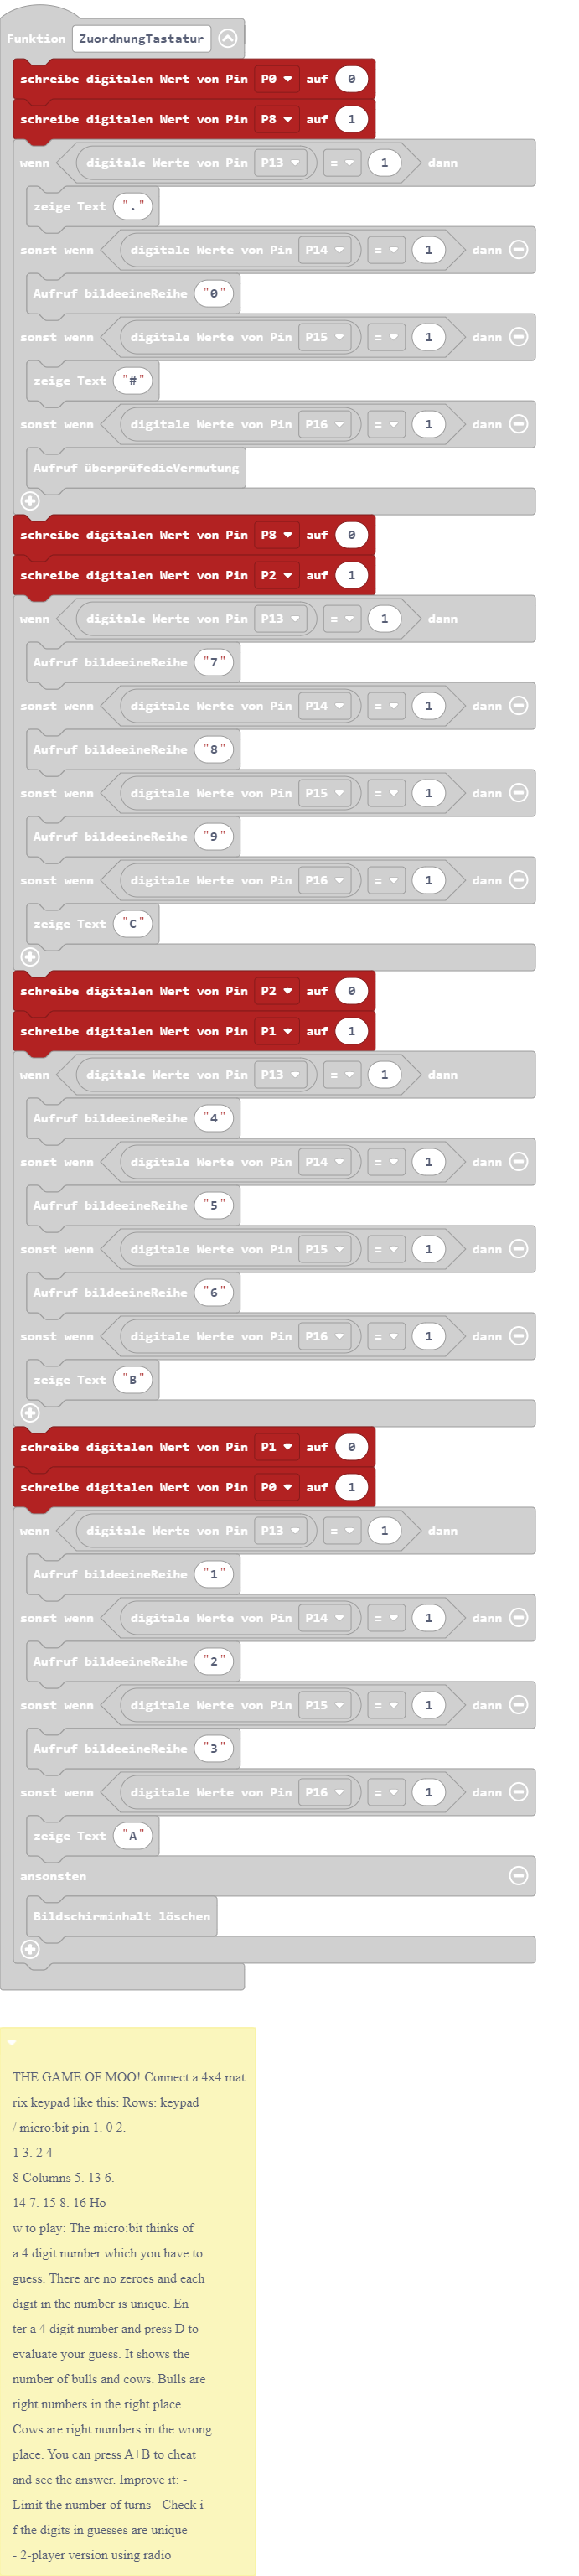 Funktion ZuordnungTastatur
schreibe digitalen Wert von Pin P0 auf 0
schreibe digitalen Wert von Pin P8 auf 1
wenn digitale Werte von Pin P13 = 1 dann
zeige Text "."
sonst wenn digitale Werte von Pin P14 = 1 dann
Aufruf bildeeineReihe "0"
sonst wenn digitale Werte von Pin P15 = 1 dann
zeige Text "#"
sonst wenn digitale Werte von Pin P16 = 1 dann
Aufruf überprüfedieVermutung
schreibe digitalen Wert von Pin P8 auf 0
schreibe digitalen Wert von Pin P2 auf 1
wenn digitale Werte von Pin P13 = 1 dann
Aufruf bildeeineReihe "7"
sonst wenn digitale Werte von Pin P14 = 1 dann
Aufruf bildeeineReihe "8"
sonst wenn digitale Werte von Pin P15 = 1 dann
Aufruf bildeeineReihe "9"
sonst wenn digitale Werte von Pin P16 = 1 dann
zeige Text "C"
schreibe digitalen Wert von Pin P2 auf 0
schreibe digitalen Wert von Pin P1 auf 1
wenn digitale Werte von Pin P13 = 1 dann
Aufruf bildeeineReihe "4"
sonst wenn digitale Werte von Pin P14 = 1 dann
Aufruf bildeeineReihe "5"
sonst wenn digitale Werte von Pin P15 = 1 dann
Aufruf bildeeineReihe "6"
sonst wenn digitale Werte von Pin P16 = 1 dann
zeige Text "B"
schreibe digitalen Wert von Pin P1 auf 0
schreibe digitalen Wert von Pin P0 auf 1
wenn digitale Werte von Pin P13 = 1 dann
Aufruf bildeeineReihe "1"
sonst wenn digitale Werte von Pin P14 = 1 dann
Aufruf bildeeineReihe "2"
sonst wenn digitale Werte von Pin P15 = 1 dann
Aufruf bildeeineReihe "3"
sonst wenn digitale Werte von Pin P16 = 1 dann
zeige Text "A"
ansonsten
Bildschirminhalt löschen
THE GAME OF MOO! Connect a 4x4 mat
rix keypad like this: Rows: keypad
/ micro:bit pin 1. 0 2.
1 3. 2 4
8 Columns 5. 13 6.
14 7. 15 8. 16 Ho
w to play: The micro:bit thinks of
a 4 digit number which you have to
guess. There are no zeroes and each
digit in the number is unique. En
ter a 4 digit number and press D to
evaluate your guess. It shows the
number of bulls and cows. Bulls are
right numbers in the right place.
Cows are right numbers in the wrong
place. You can press A+B to cheat
and see the answer. Improve it: -
Limit the number of turns - Check i
f the digits in guesses are unique
- 2-player version using radio